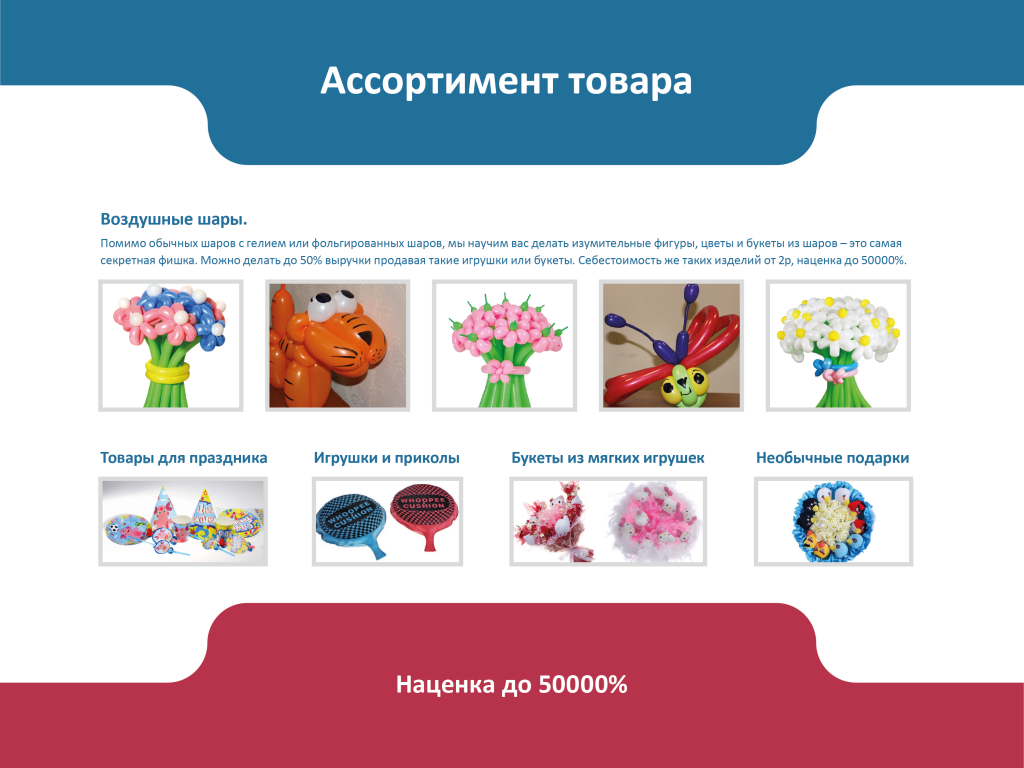 Ассортимент товара
Воздушные шары.
Помимо обычных шаров с гелием или фольгированных шаров, мы научим вас делать изумительные фигуры, цветы и букеты из шаров – это самая
секретная фишка. Можно делать до 50% выручки продавая такие игрушки или букеты. Себестоимость же таких изделий от 2р, наценка до 50000%.
Товары для праздника
Игрушки и приколы
Букеты из мягких игрушек
Необычные подарки
WHOOPEE
CUSHION
WHOOPEE
CUSHION
Наценка до 50000%